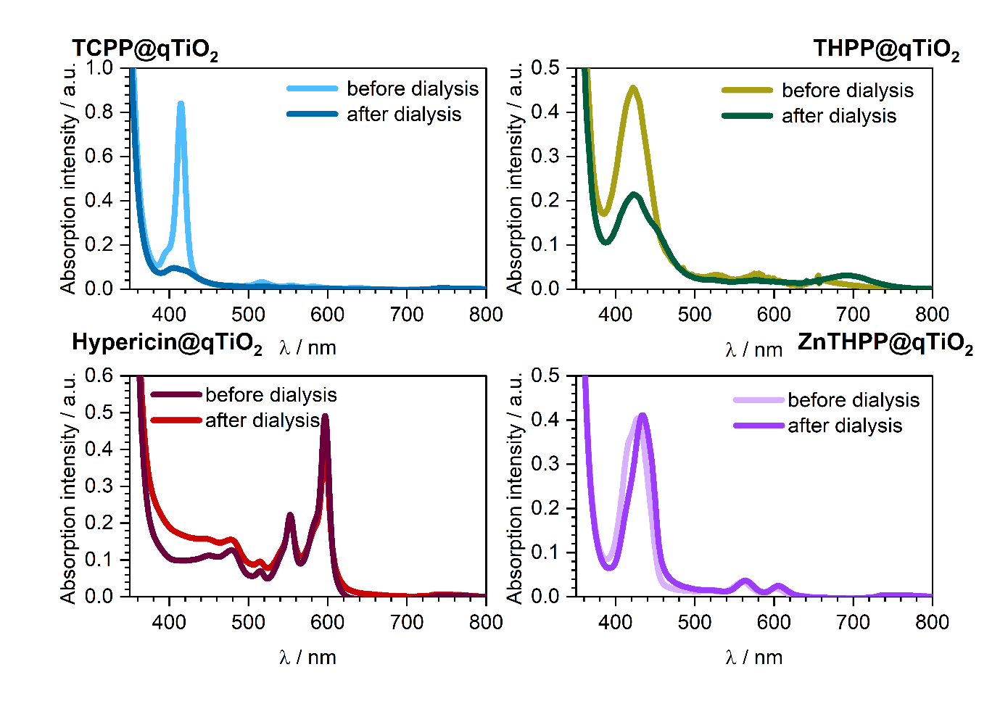 TCPP@qTiO2
THPP@qTiO2
Absorption intensity / a.u.
1.0
0.8
0.6
0.4
0.2
0.0
before dialysis
after dialysis
400 500 600 700 800
λ / nm
Absorption intensity / a.u.
0.5
0.4
0.3
0.2
0.1
0.0
before dialysis
after dialysis
400 500 600 700 800
λ / nm
Hypericin@qTiO2
ZnTHPP@qTiO2
Absorption intensity / a.u.
0.6
0.5
0.4
0.3
0.2
0.1
0.0
before dialysis
after dialysis
400 500 600 700 800
λ / nm
Absorption intensity / a.u.
0.5
0.4
0.3
0.2
0.1
0.0
before dialysis
after dialysis
400 500 600 700 800
λ / nm